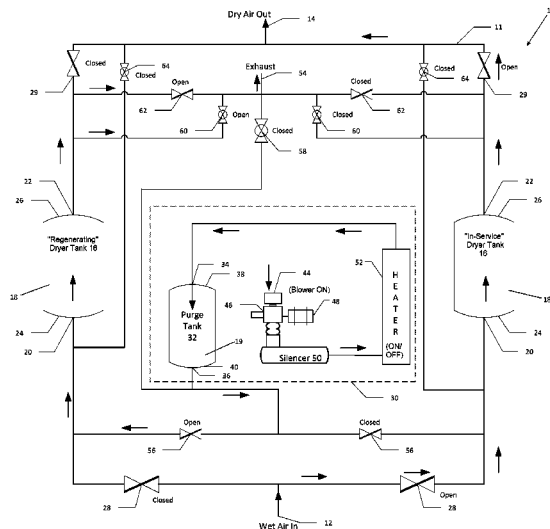 Dry Air Out
14
11
1
Closed
29
64
Closed
Exhaust
54
Closed
64
Open
29
Open
62
Open
60
Closed
58
Closed
62
Closed
60
22
26
"Regenerating"
Dryer Tank 16
18
24
20
22
26
"In-Service"
Dryer Tank
16
18
24
20
34
38
Purge
Tank
32
19
40
36
44
(Blower ON)
46
48
Silencer 50
52
HEATER
(ON/
OFF)
30
Open
56
Closed
56
28
Closed
28
Open
Wet Air In
12